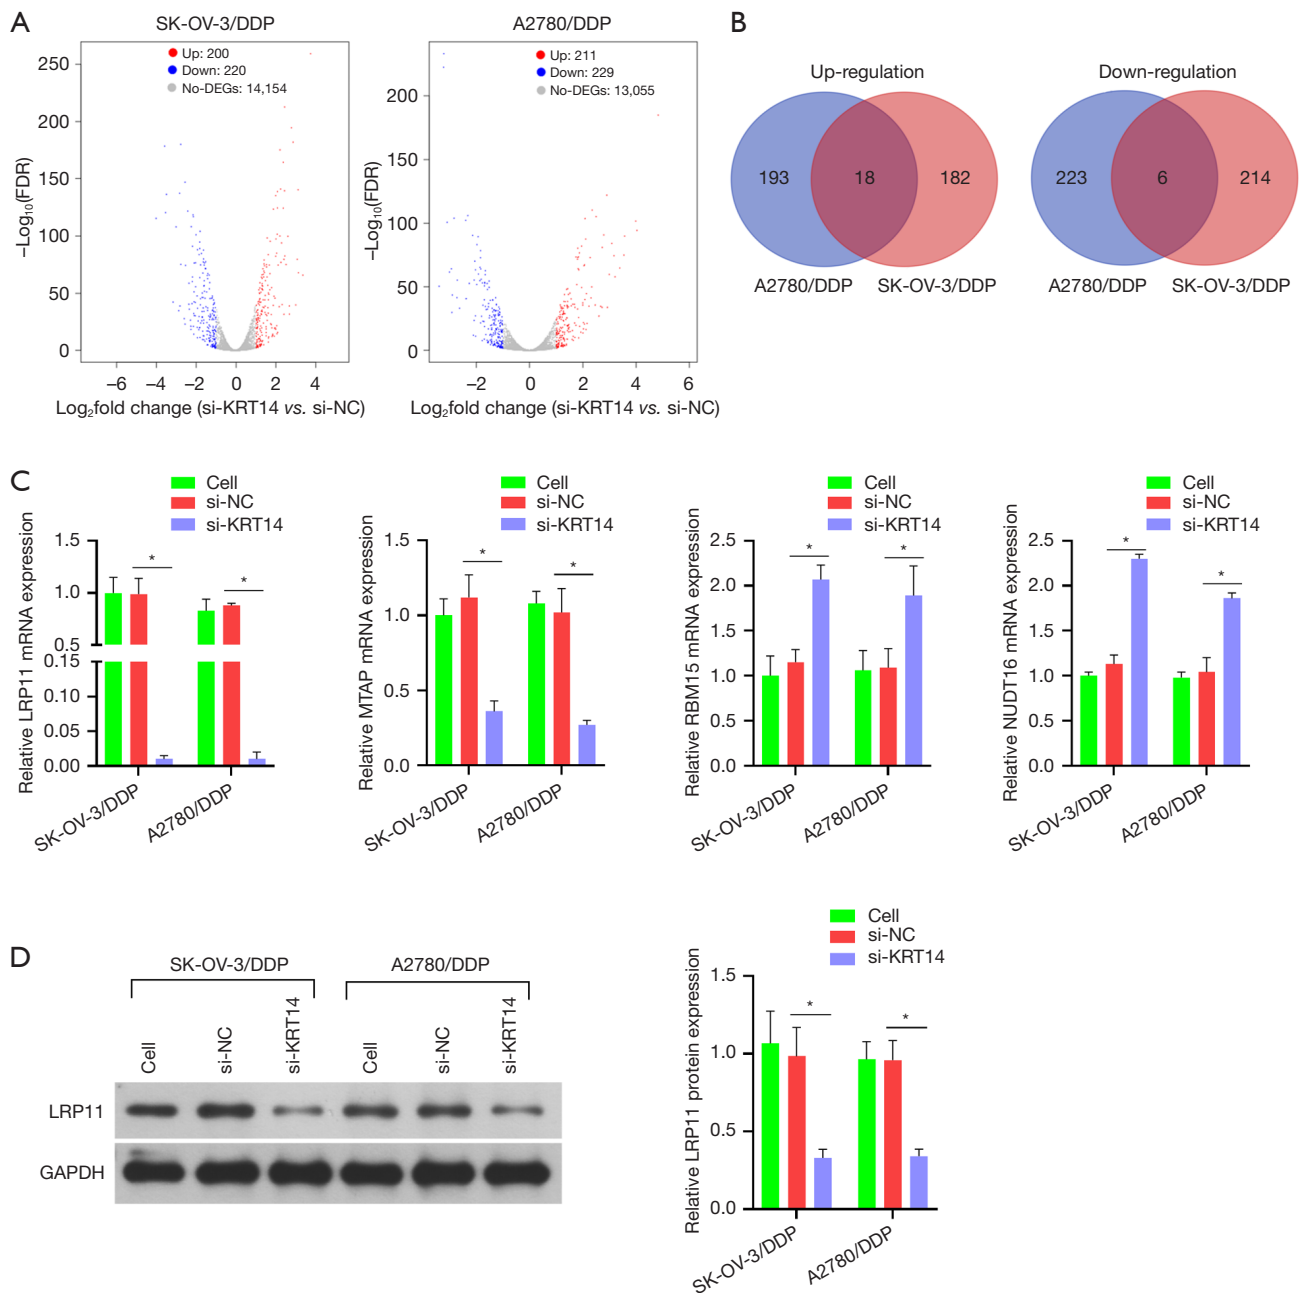 A
SK-OV-3/DDP
Up: 200
Down: 220
No-DEGs: 14,154
250
200
150
100
50
0
–Log₁₀(FDR)
–6 –4 –2 0 2 4
Log₂fold change (si-KRT14 vs. si-NC)
A2780/DDP
Up: 211
Down: 229
No-DEGs: 13,055
200
150
100
50
0
–Log₁₀(FDR)
–2 0 2 4 6
Log₂fold change (si-KRT14 vs. si-NC)
B
Up-regulation
193 18 182
A2780/DDP SK-OV-3/DDP
Down-regulation
223 6 214
A2780/DDP SK-OV-3/DDP
C
Cell
si-NC
si-KRT14
Relative LRP11 mRNA expression
1.5
1.0
0.5
0.15
0.10
0.05
0.00
* *
SK-OV-3/DDP
A2780/DDP
Cell
si-NC
si-KRT14
Relative MTAP mRNA expression
1.5
1.0
0.5
0.0
* *
SK-OV-3/DDP
A2780/DDP
Cell
si-NC
si-KRT14
Relative RBM15 mRNA expression
2.5
2.0
1.5
1.0
0.5
0.0
* *
SK-OV-3/DDP
A2780/DDP
Cell
si-NC
si-KRT14
Relative NUDT16 mRNA expression
2.5
2.0
1.5
1.0
0.5
0.0
* *
SK-OV-3/DDP
A2780/DDP
D
SK-OV-3/DDP A2780/DDP
Cell si-NC si-KRT14 Cell si-NC si-KRT14
LRP11
GAPDH
Cell
si-NC
si-KRT14
Relative LRP11 protein expression
1.5
1.0
0.5
0.0
* *
SK-OV-3/DDP
A2780/DDP